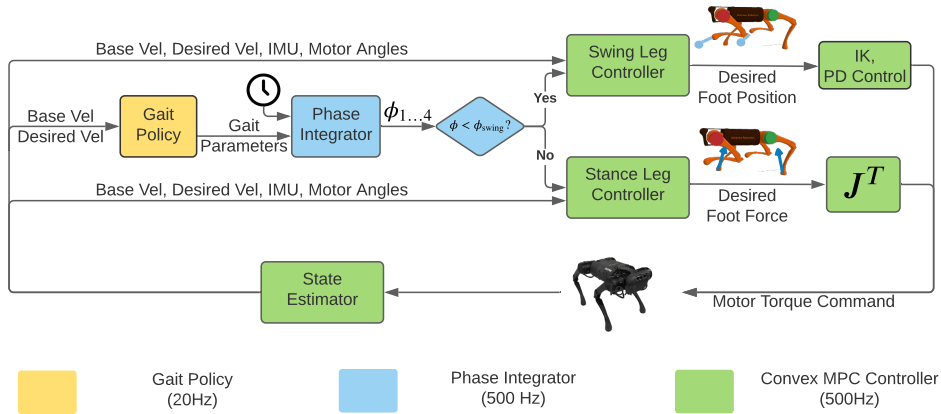 Base Vel, Desired Vel, IMU, Motor Angles
Swing Leg
Controller
Desired
Foot Position
IK,
PD Control
Base Vel
Desired Vel
Gait
Policy
Gait
Parameters
Phase
Integrator
ϕ1...4
ϕ < ϕswing?
Yes
No
Base Vel, Desired Vel, IMU, Motor Angles
Stance Leg
Controller
Desired
Foot Force
J^T
State
Estimator
Motor Torque Command
Gait Policy
(20Hz)
Phase Integrator
(500 Hz)
Convex MPC Controller
(500Hz)